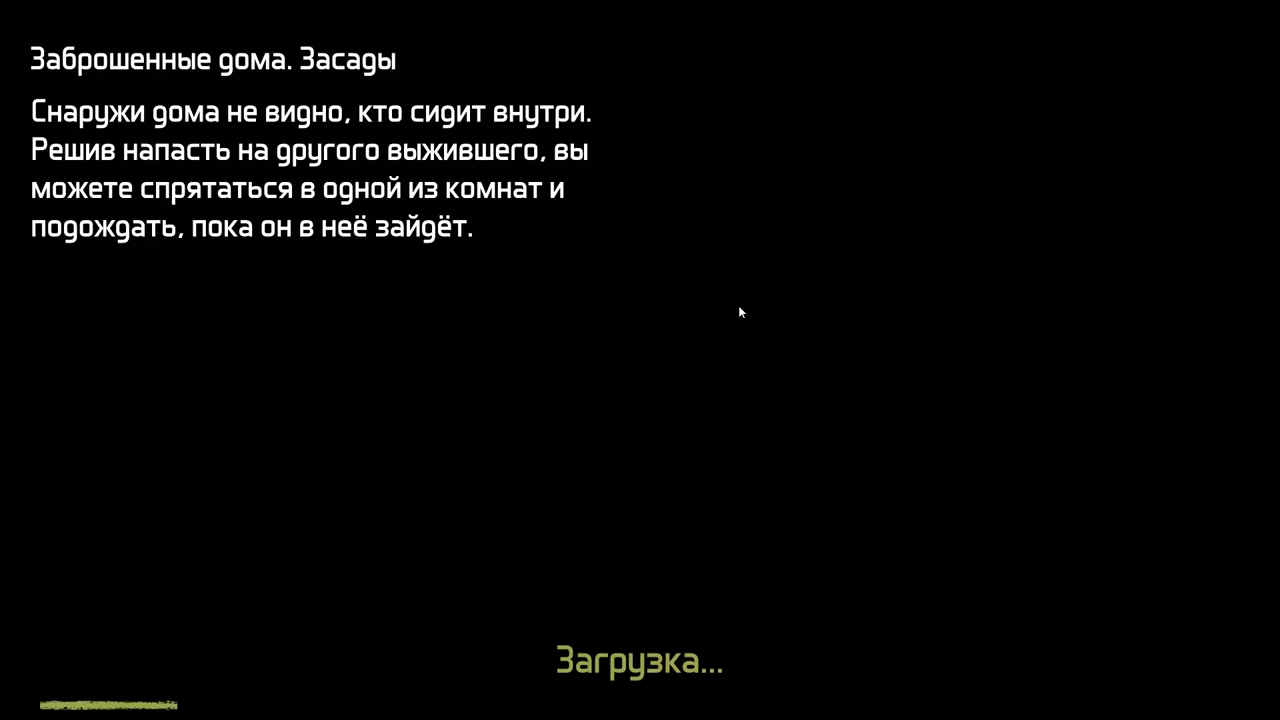 Заброшенные дома. Засады
Снаружи дома не видно, кто сидит внутри.
Решив напасть на другого выжившего, вы
можете спрятаться в одной из комнат и
подождать, пока он в неё зайдёт.
Загрузка...